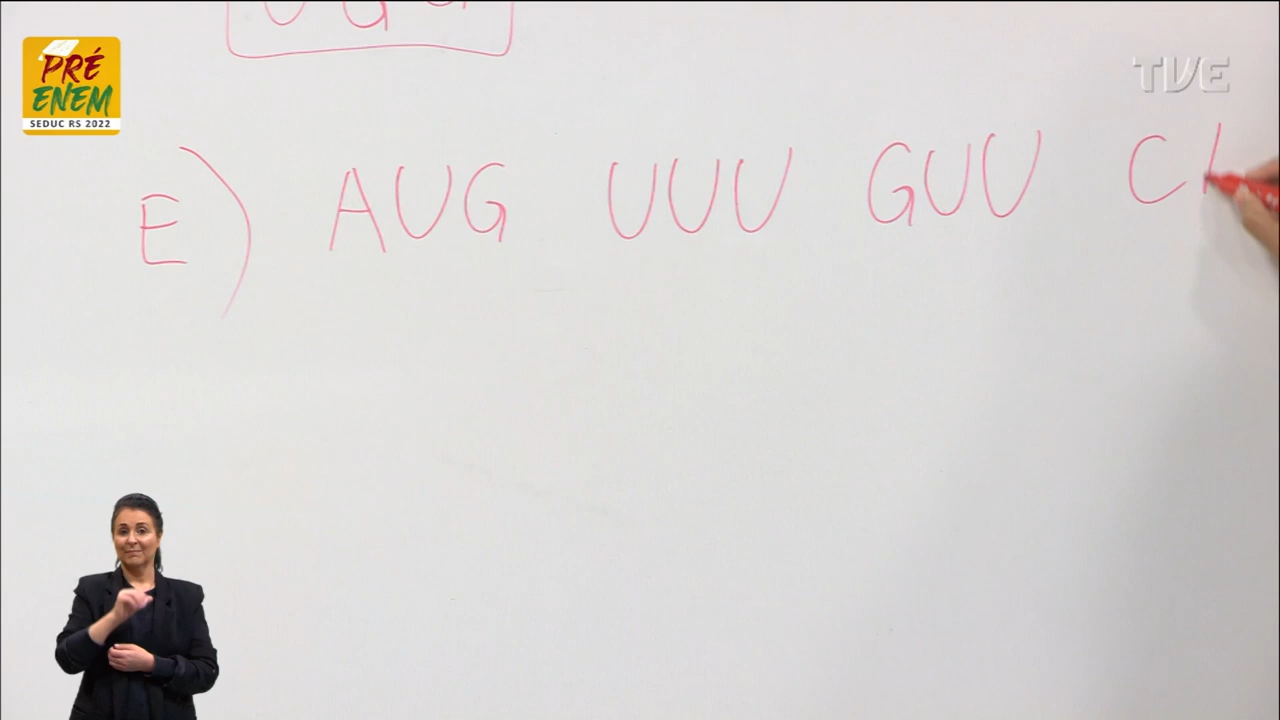 PRÉ
ENEM
SEDUC RS 2022
TVE
E) AUG UUU GUU C